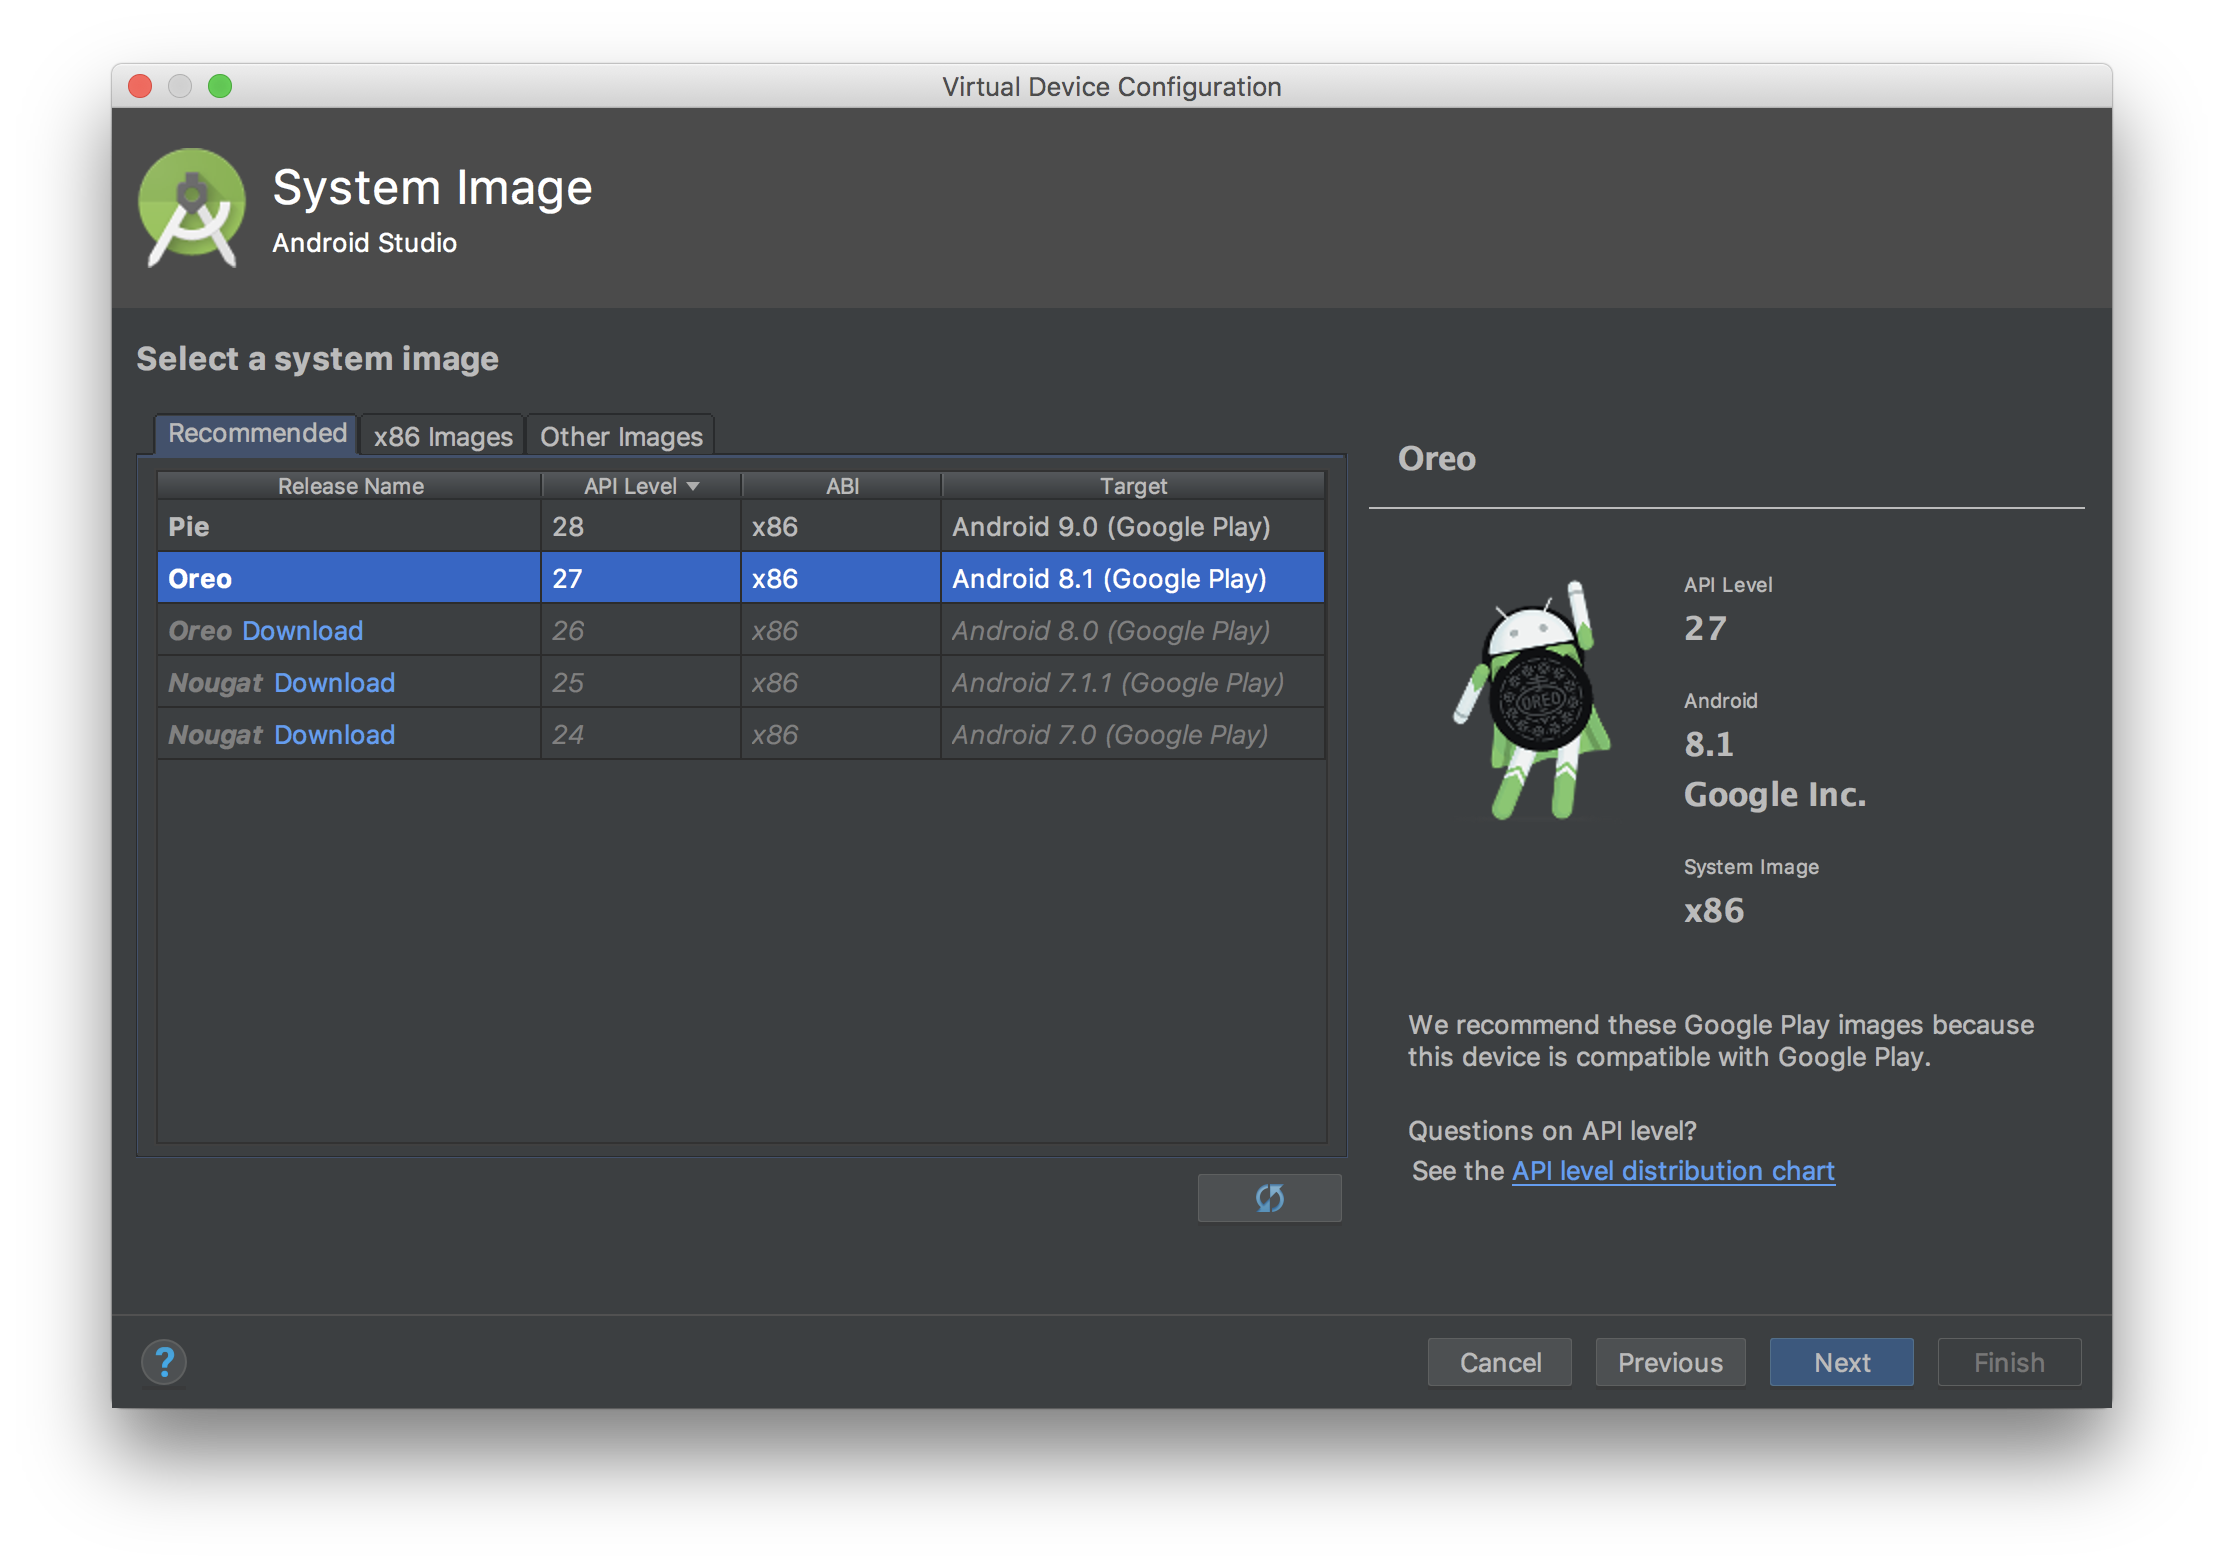 Virtual Device Configuration
System Image
Android Studio
Select a system image
Recommended x86 Images Other Images
Release Name API Level ABI Target
Pie 28 x86 Android 9.0 (Google Play)
Oreo 27 x86 Android 8.1 (Google Play)
Oreo Download 26 x86 Android 8.0 (Google Play)
Nougat Download 25 x86 Android 7.1.1 (Google Play)
Nougat Download 24 x86 Android 7.0 (Google Play)
Oreo
OREO
API Level
27
Android
8.1
Google Inc.
System Image
x86
We recommend these Google Play images because
this device is compatible with Google Play.
Questions on API level?
See the API level distribution chart
? Cancel Previous Next Finish